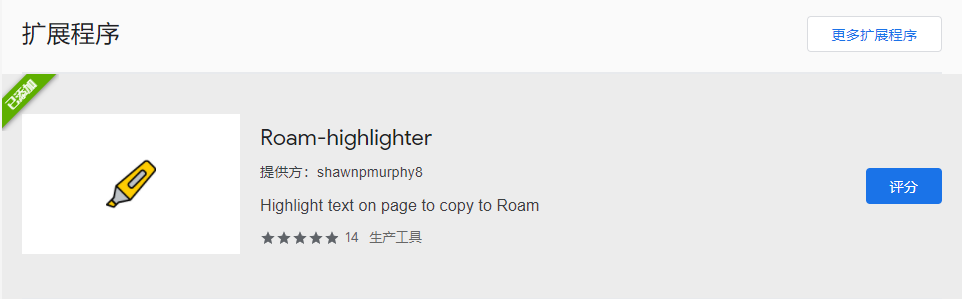 扩展程序
更多扩展程序
已添加
Roam-highlighter
提供方：shawnpmurphy8
Highlight text on page to copy to Roam
14 生产工具
评分